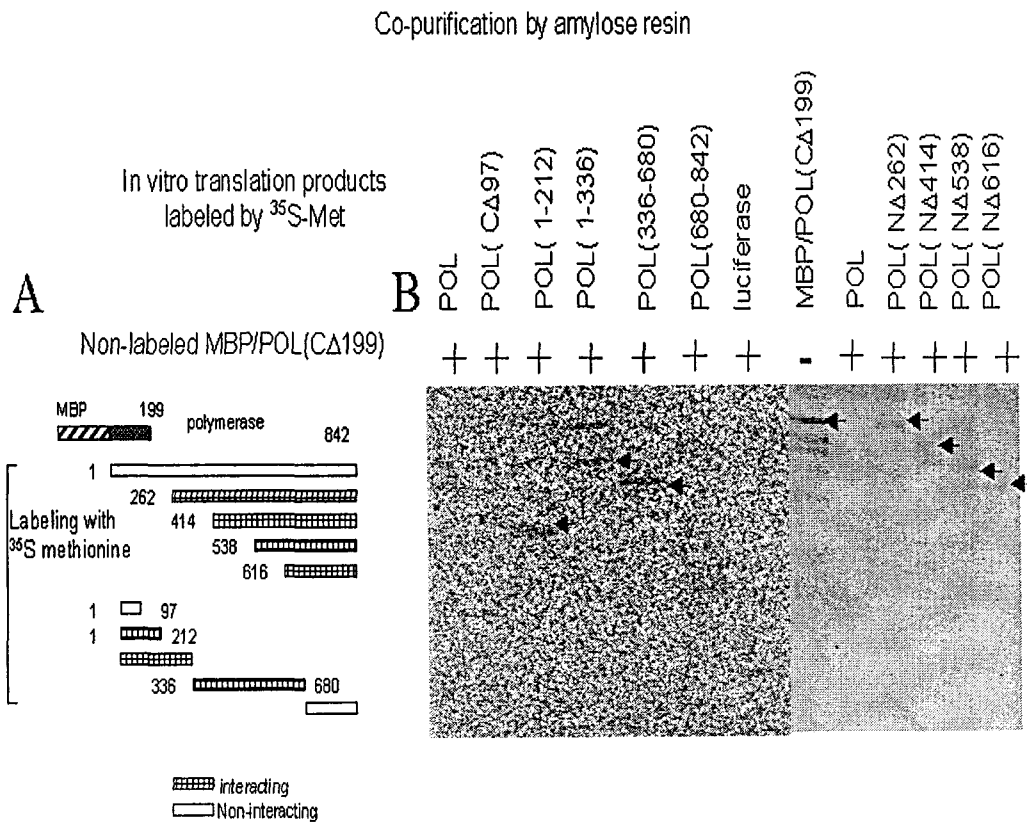 Co-purification by amylose resin
In vitro translation products
labeled by ³⁵S-Met
A
Non-labeled MBP/POL(CΔ199)
MBP 199 polymerase 842
1
262
Labeling with
³⁵S methionine
414
538
616
1 97
1 212
336 680
interacting
Non-interacting
B
POL
POL( CΔ97)
POL( 1-212)
POL( 1-336)
POL(336-680)
POL(680-842)
luciferase
MBP/POL(CΔ199)
POL
POL( NΔ262)
POL( NΔ414)
POL( NΔ538)
POL( NΔ616)
+ + + + + + + - + + + + +